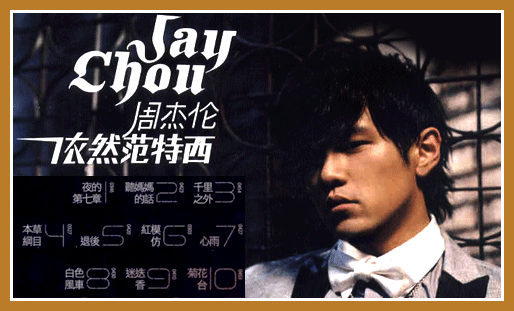 Jay
Chou
周杰伦
依然范特西
夜的 聽媽媽 千里
第七章 1 的話 2 之外 3
本草 紅模
綱目 4 退後 5 仿 6 心雨 7
白色 迷迭 菊花
風車 8 香 9 台 10